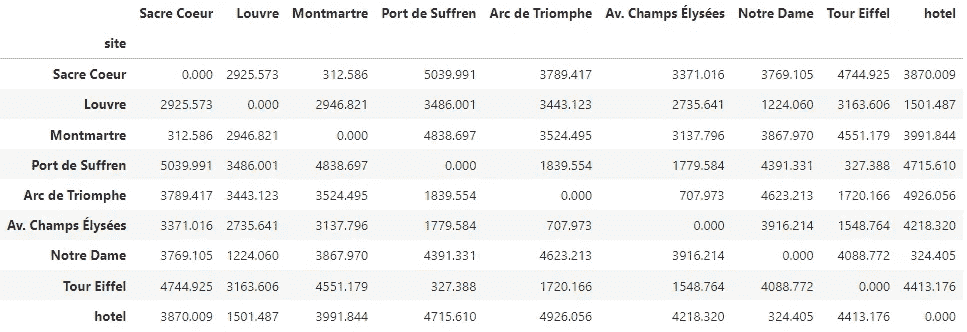 Sacre Coeur Louvre Montmartre Port de Suffren Arc de Triomphe Av. Champs Élysées Notre Dame Tour Eiffel hotel
site
Sacre Coeur 0.000 2925.573 312.586 5039.991 3789.417 3371.016 3769.105 4744.925 3870.009
Louvre 2925.573 0.000 2946.821 3486.001 3443.123 2735.641 1224.060 3163.606 1501.487
Montmartre 312.586 2946.821 0.000 4838.697 3524.495 3137.796 3867.970 4551.179 3991.844
Port de Suffren 5039.991 3486.001 4838.697 0.000 1839.554 1779.584 4391.331 327.388 4715.610
Arc de Triomphe 3789.417 3443.123 3524.495 1839.554 0.000 707.973 4623.213 1720.166 4926.056
Av. Champs Élysées 3371.016 2735.641 3137.796 1779.584 707.973 0.000 3916.214 1548.764 4218.320
Notre Dame 3769.105 1224.060 3867.970 4391.331 4623.213 3916.214 0.000 4088.772 324.405
Tour Eiffel 4744.925 3163.606 4551.179 327.388 1720.166 1548.764 4088.772 0.000 4413.176
hotel 3870.009 1501.487 3991.844 4715.610 4926.056 4218.320 324.405 4413.176 0.000